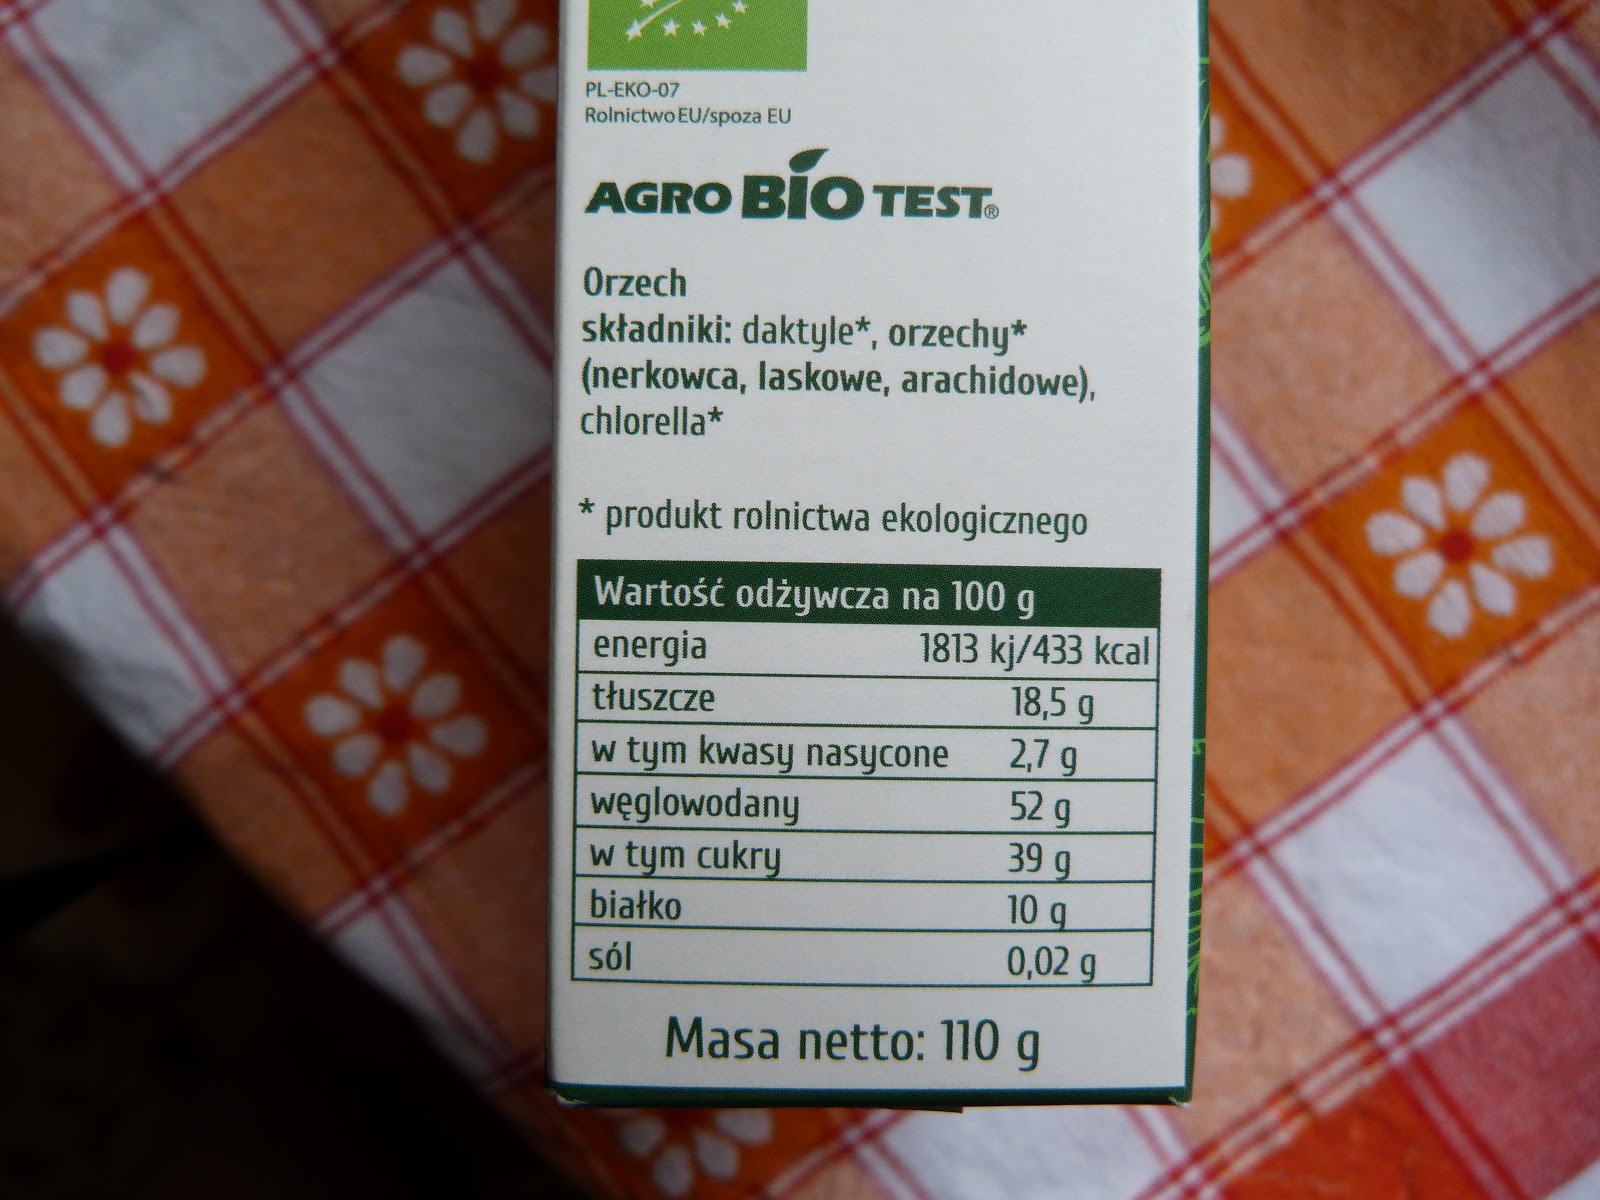 PL-EKO-07
Rolnictwo EU/spoza EU
AGRO BIO TEST®
Orzech
składniki: daktyle*, orzechy*
(nerkowca, laskowe, arachidowe),
chlorella*
* produkt rolnictwa ekologicznego
Wartość odżywcza na 100 g
energia 1813 kj/433 kcal
tłuszcze 18,5 g
w tym kwasy nasycone 2,7 g
węglowodany 52 g
w tym cukry 39 g
białko 10 g
sól 0,02 g
Masa netto: 110 g